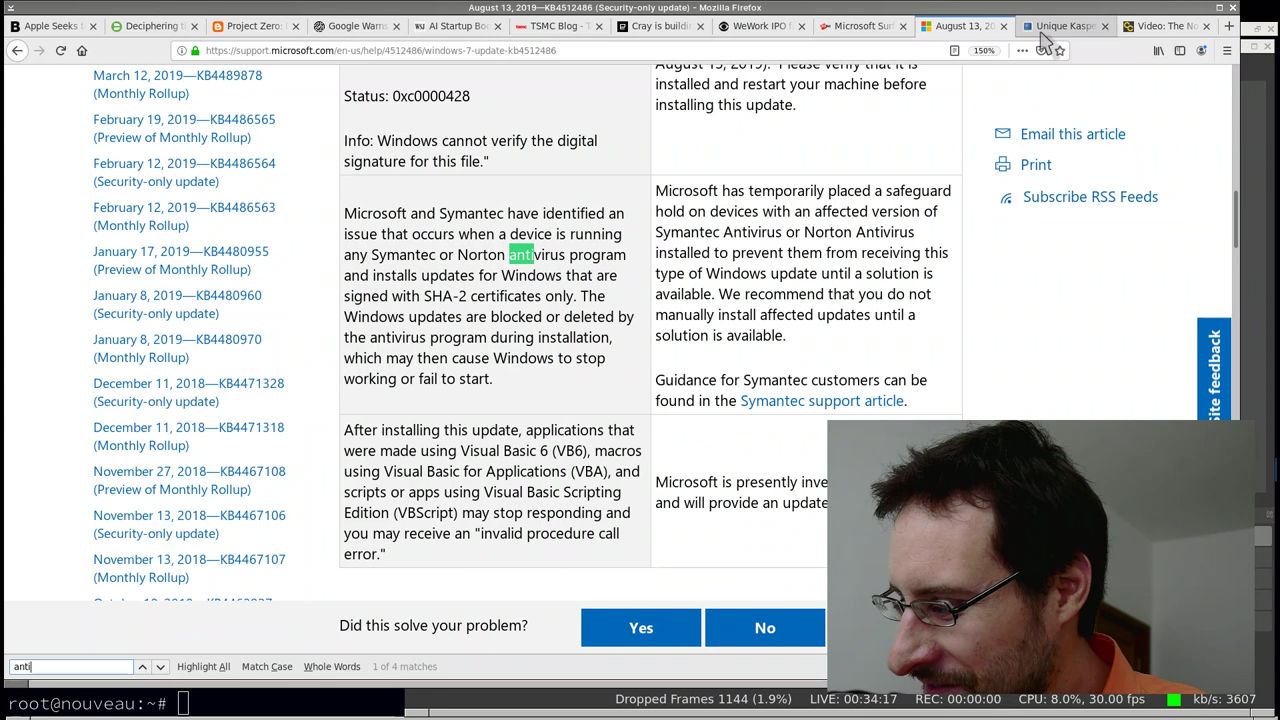 August 13, 2019—KB4512486 (Security-only update) - Mozilla Firefox
Apple Seeks t
Deciphering th
Project Zero:
Google Warns
AI Startup Boo
TSMC Blog - T
Cray is buildin
WeWork IPO f
Microsoft Surf
August 13, 20
Unique Kaspe
Video: The No
https://support.microsoft.com/en-us/help/4512486/windows-7-update-kb4512486
150%
March 12, 2019—KB4489878
(Monthly Rollup)
February 19, 2019—KB4486565
(Preview of Monthly Rollup)
February 12, 2019—KB4486564
(Security-only update)
February 12, 2019—KB4486563
(Monthly Rollup)
January 17, 2019—KB4480955
(Preview of Monthly Rollup)
January 8, 2019—KB4480960
(Security-only update)
January 8, 2019—KB4480970
(Monthly Rollup)
December 11, 2018—KB4471328
(Security-only update)
December 11, 2018—KB4471318
(Monthly Rollup)
November 27, 2018—KB4467108
(Preview of Monthly Rollup)
November 13, 2018—KB4467106
(Security-only update)
November 13, 2018—KB4467107
(Monthly Rollup)
Status: 0xc0000428
Info: Windows cannot verify the digital
signature for this file."
August 13, 2019). Please verify that it is
installed and restart your machine before
installing this update.
Microsoft and Symantec have identified an
issue that occurs when a device is running
any Symantec or Norton antivirus program
and installs updates for Windows that are
signed with SHA-2 certificates only. The
Windows updates are blocked or deleted by
the antivirus program during installation,
which may then cause Windows to stop
working or fail to start.
Microsoft has temporarily placed a safeguard
hold on devices with an affected version of
Symantec Antivirus or Norton Antivirus
installed to prevent them from receiving this
type of Windows update until a solution is
available. We recommend that you do not
manually install affected updates until a
solution is available.
Guidance for Symantec customers can be
found in the Symantec support article.
After installing this update, applications that
were made using Visual Basic 6 (VB6), macros
using Visual Basic for Applications (VBA), and
scripts or apps using Visual Basic Scripting
Edition (VBScript) may stop responding and
you may receive an "invalid procedure call
error."
Microsoft is presently inve
and will provide an update
Email this article
Print
Subscribe RSS Feeds
ite feedback
Did this solve your problem?
Yes
No
anti
Highlight All
Match Case
Whole Words
1 of 4 matches
root@nouveau:~#
Dropped Frames 1144 (1.9%)
LIVE: 00:34:17
REC: 00:00:00
CPU: 8.0%, 30.00 fps
kb/s: 3607